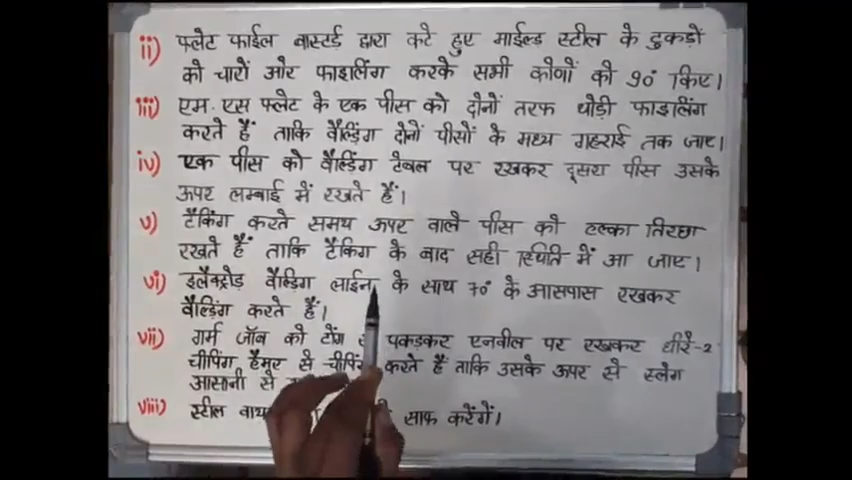 ii) फ्लेट फाईल बास्टर्ड द्वारा कटे हुए माईल्ड स्टील के टुकड़ों
को चारों ओर फाइलिंग करके सभी कोणों को 90° किए।
iii) एम. एस फ्लेट के एक पीस को दोनों तरफ थोड़ी फाइलिंग
करते हैं ताकि वैल्डिंग दोनों पीसों के मध्य गहराई तक जाए।
iv) एक पीस को वैल्डिंग टेबल पर रखकर दूसरा पीस उसके
ऊपर लम्बाई में रखते हैं।
v) टैकिंग करते समय ऊपर वाले पीस को हल्का तिरछा
रखते हैं ताकि टैकिंग के बाद सही स्थिति में आ जाए।
vi) इलैक्ट्रोड़ वैल्डिंग लाईन के साथ 70° के आसपास रखकर
वैल्डिंग करते हैं।
vii) गर्म जॉब को टोंग पकड़कर एनवील पर रखकर धीरे-2
चीपिंग हैमर से चीपिंग करते हैं ताकि उसके ऊपर से स्लेग
आसानी से
viii) स्टील साफ करेंगें।